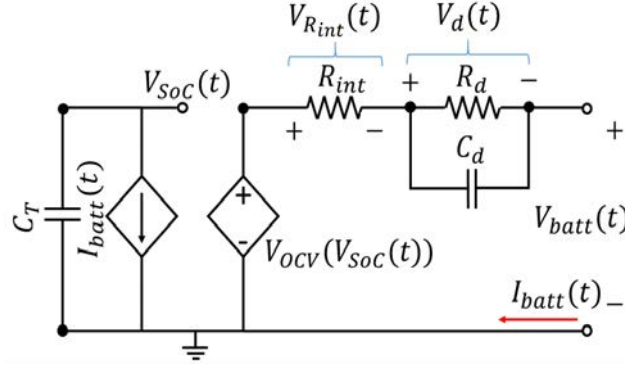 V_{R_{int}}(t)
V_d(t)
V_{SoC}(t)
R_{int}
+ R_d −
+ −
+
C_d
C_T
I_{batt}(t)
+
-
V_{batt}(t)
V_{OCV}(V_{SoC}(t))
I_{batt}(t) −